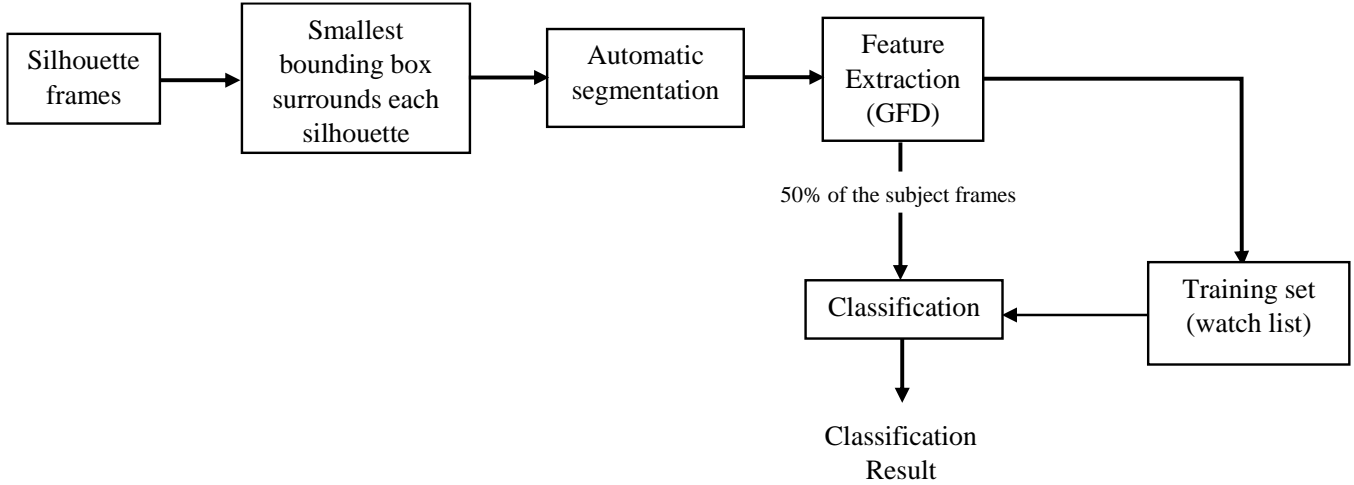 Silhouette
frames
Smallest
bounding box
surrounds each
silhouette
Automatic
segmentation
Feature
Extraction
(GFD)
50% of the subject frames
Classification
Training set
(watch list)
Classification
Result